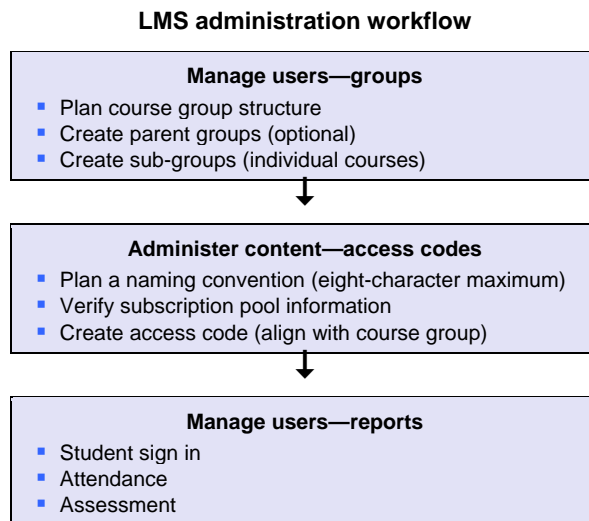 LMS administration workflow
Manage users—groups
▪ Plan course group structure
▪ Create parent groups (optional)
▪ Create sub-groups (individual courses)
Administer content—access codes
▪ Plan a naming convention (eight-character maximum)
▪ Verify subscription pool information
▪ Create access code (align with course group)
Manage users—reports
▪ Student sign in
▪ Attendance
▪ Assessment